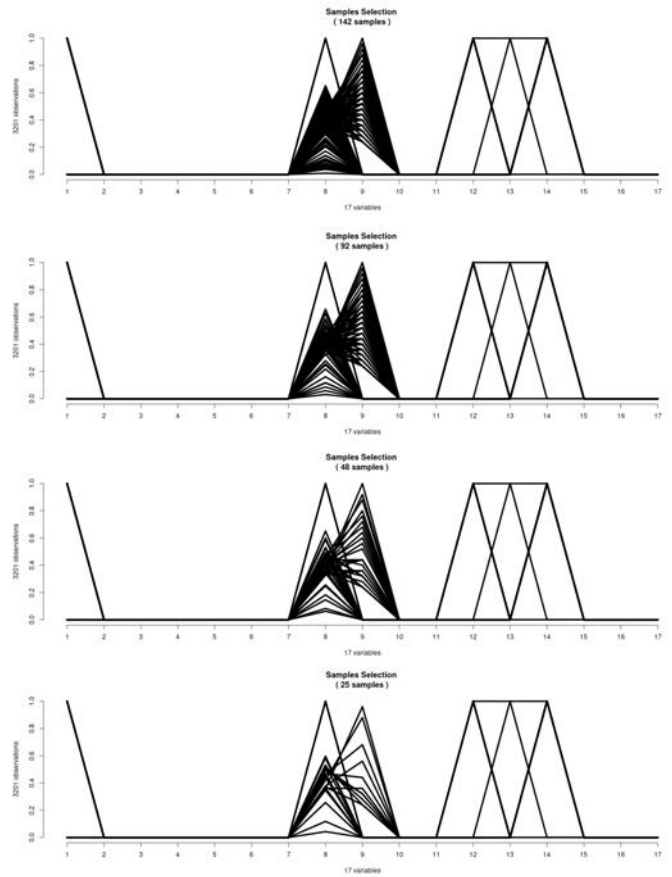 Samples Selection
( 142 samples )
3201 observations
1.0
0.8
0.6
0.4
0.2
0.0
1 2 3 4 5 6 7 8 9 10 11 12 13 14 15 16 17
17 variables
Samples Selection
( 92 samples )
3201 observations
1.0
0.8
0.6
0.4
0.2
0.0
1 2 3 4 5 6 7 8 9 10 11 12 13 14 15 16 17
17 variables
Samples Selection
( 48 samples )
3201 observations
1.0
0.8
0.6
0.4
0.2
0.0
1 2 3 4 5 6 7 8 9 10 11 12 13 14 15 16 17
17 variables
Samples Selection
( 25 samples )
3201 observations
1.0
0.8
0.6
0.4
0.2
0.0
1 2 3 4 5 6 7 8 9 10 11 12 13 14 15 16 17
17 variables